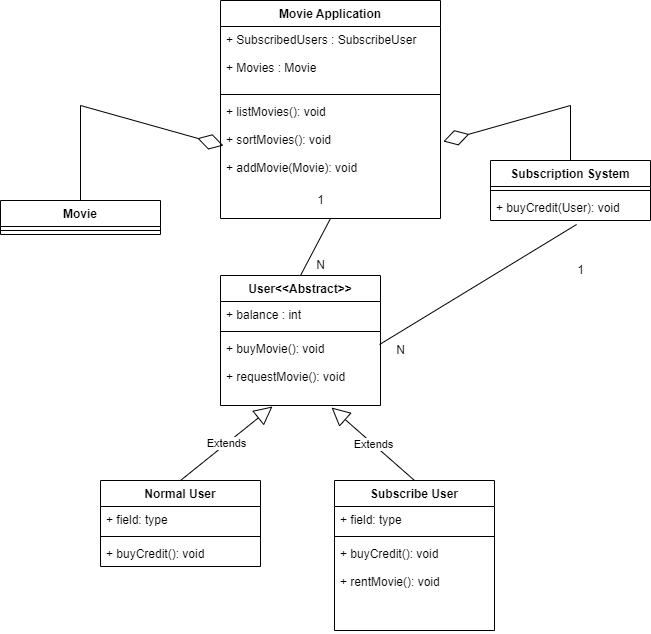 Movie Application
+ SubscribedUsers : SubscribeUser
+ Movies : Movie
+ listMovies(): void
+ sortMovies(): void
+ addMovie(Movie): void
1
Movie
Subscription System
+ buyCredit(User): void
1
N
User<<Abstract>>
+ balance : int
+ buyMovie(): void
+ requestMovie(): void
N
Extends
Extends
Normal User
+ field: type
+ buyCredit(): void
Subscribe User
+ field: type
+ buyCredit(): void
+ rentMovie(): void